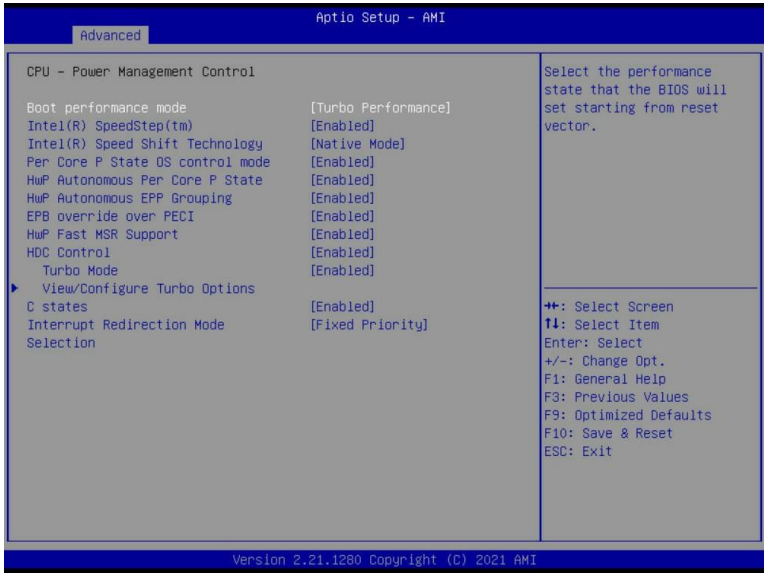 Aptio Setup – AMI
Advanced
CPU – Power Management Control
Boot performance mode [Turbo Performance]
Intel(R) SpeedStep(tm) [Enabled]
Intel(R) Speed Shift Technology [Native Mode]
Per Core P State OS control mode [Enabled]
HwP Autonomous Per Core P State [Enabled]
HwP Autonomous EPP Grouping [Enabled]
EPB override over PECI [Enabled]
HwP Fast MSR Support [Enabled]
HDC Control [Enabled]
Turbo Mode [Enabled]
View/Configure Turbo Options
C states [Enabled]
Interrupt Redirection Mode [Fixed Priority]
Selection
Select the performance
state that the BIOS will
set starting from reset
vector.
→←: Select Screen
↑↓: Select Item
Enter: Select
+/-: Change Opt.
F1: General Help
F3: Previous Values
F9: Optimized Defaults
F10: Save & Reset
ESC: Exit
Version 2.21.1280 Copyright (C) 2021 AMI